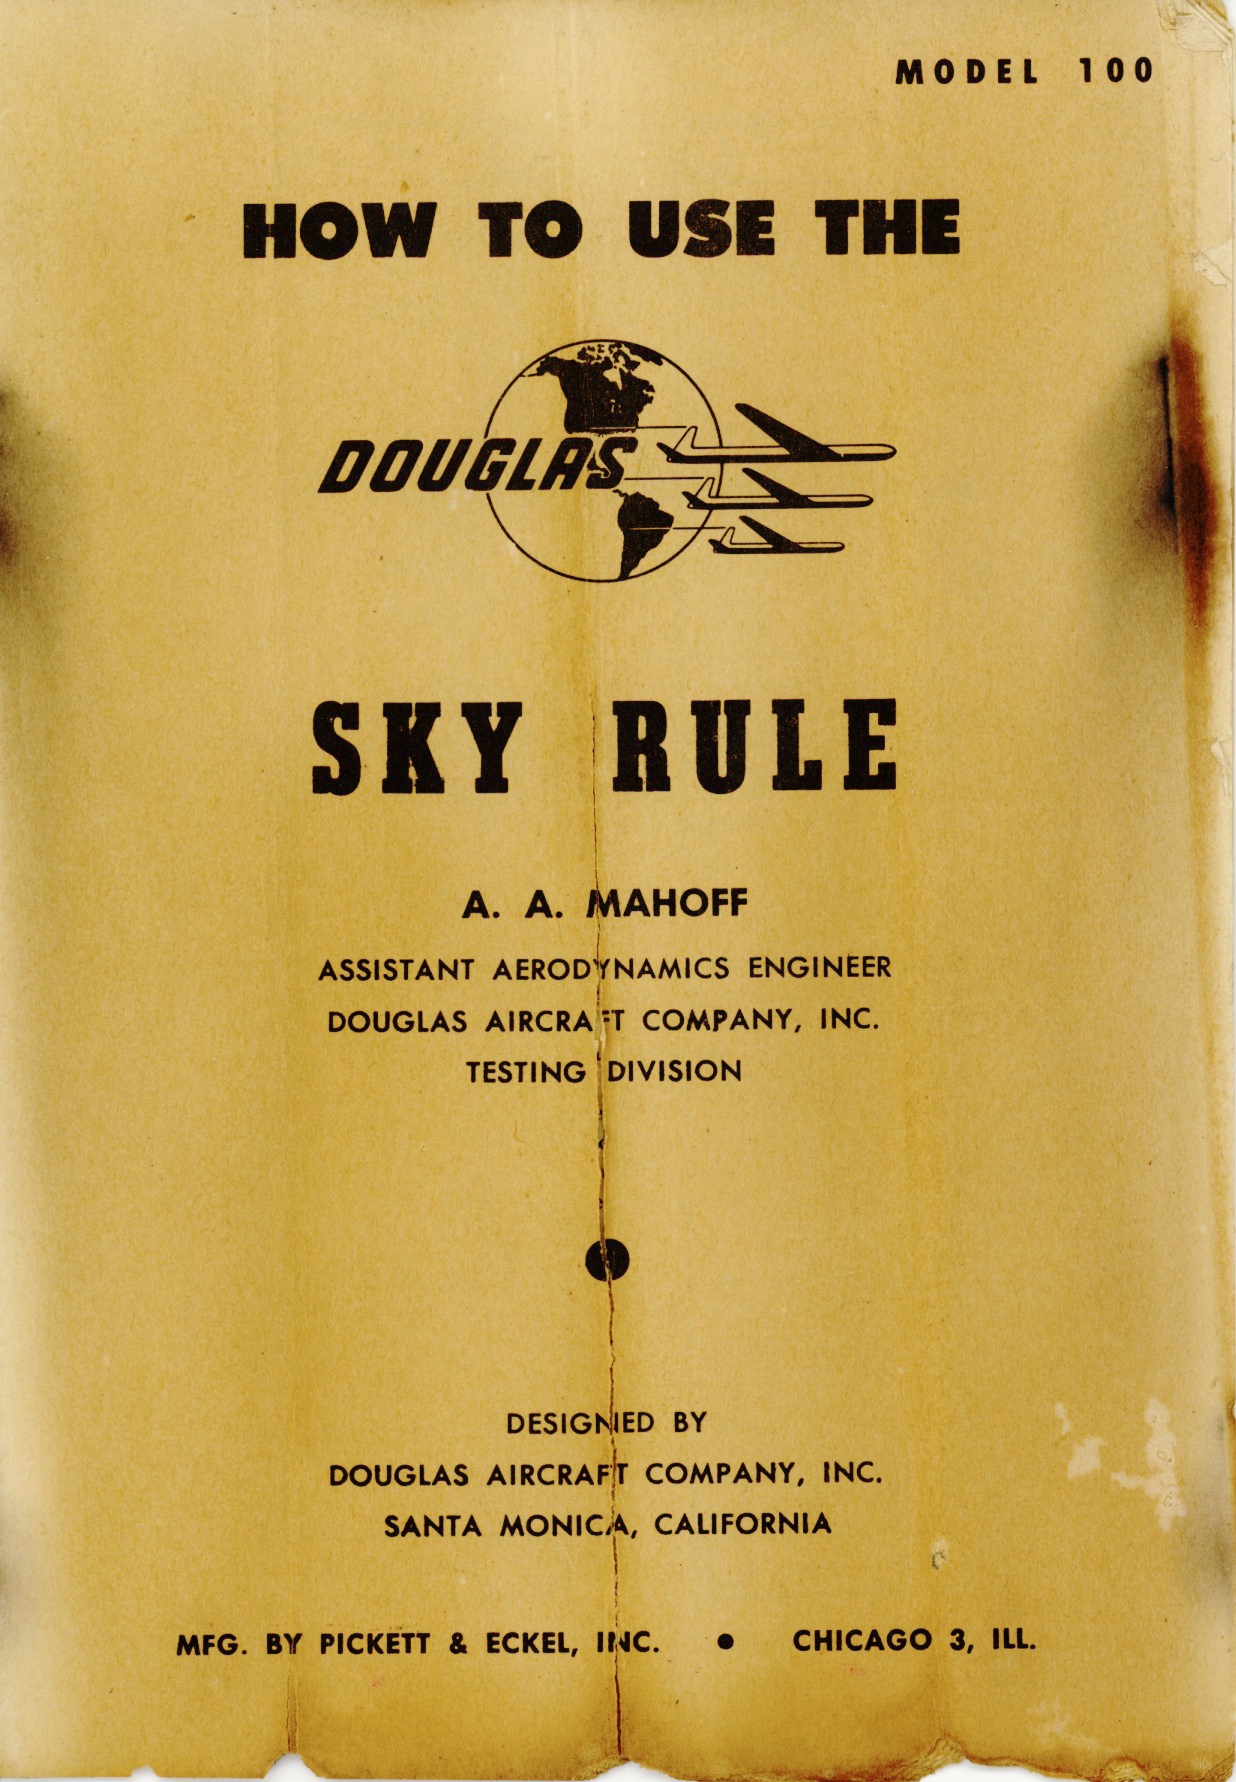 MODEL 100
HOW TO USE THE
DOUGLAS
SKY RULE
A. A. MAHOFF
ASSISTANT AERODYNAMICS ENGINEER
DOUGLAS AIRCRAFT COMPANY, INC.
TESTING DIVISION
DESIGNED BY
DOUGLAS AIRCRAFT COMPANY, INC.
SANTA MONICA, CALIFORNIA
MFG. BY PICKETT & ECKEL, INC. ● CHICAGO 3, ILL.